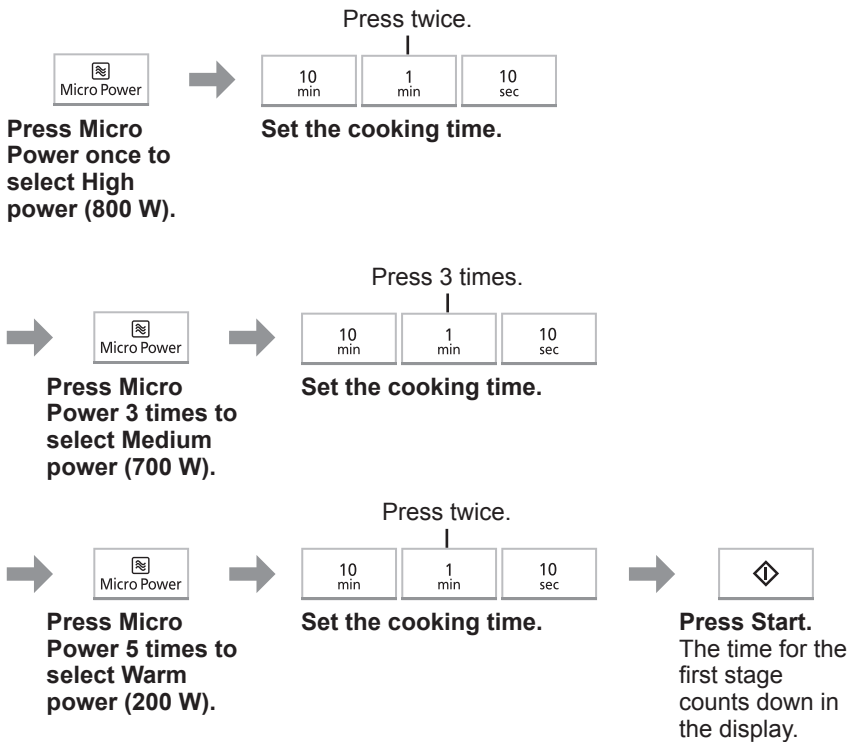 Press twice.
Micro Power
10 min
1 min
10 sec
Press Micro
Power once to
select High
power (800 W).
Set the cooking time.
Press 3 times.
Micro Power
10 min
1 min
10 sec
Press Micro
Power 3 times to
select Medium
power (700 W).
Set the cooking time.
Press twice.
Micro Power
10 min
1 min
10 sec
Press Micro
Power 5 times to
select Warm
power (200 W).
Set the cooking time.
Press Start.
The time for the
first stage
counts down in
the display.